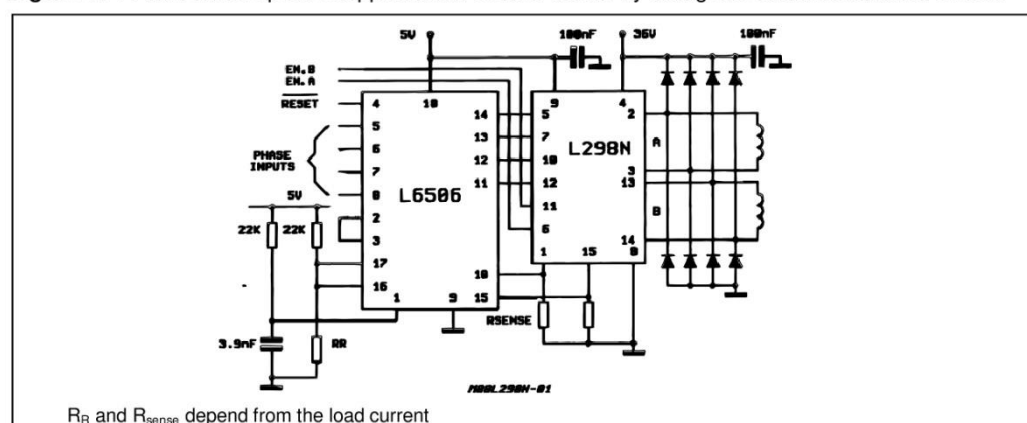 5V
100nF
36V
100nF
EN.B
EN.A
RESET
4
10
9
4
5
14
5
2
6
13
7
L298N
A
PHASE
INPUTS
7
12
10
3
8
L6506
11
12
13
5V
11
B
22K
22K
2
6
14
3
1
15
8
17
16
18
1
9
15
RSENSE
3.9nF
RR
M88L298N-01
RR and Rsense depend from the load current